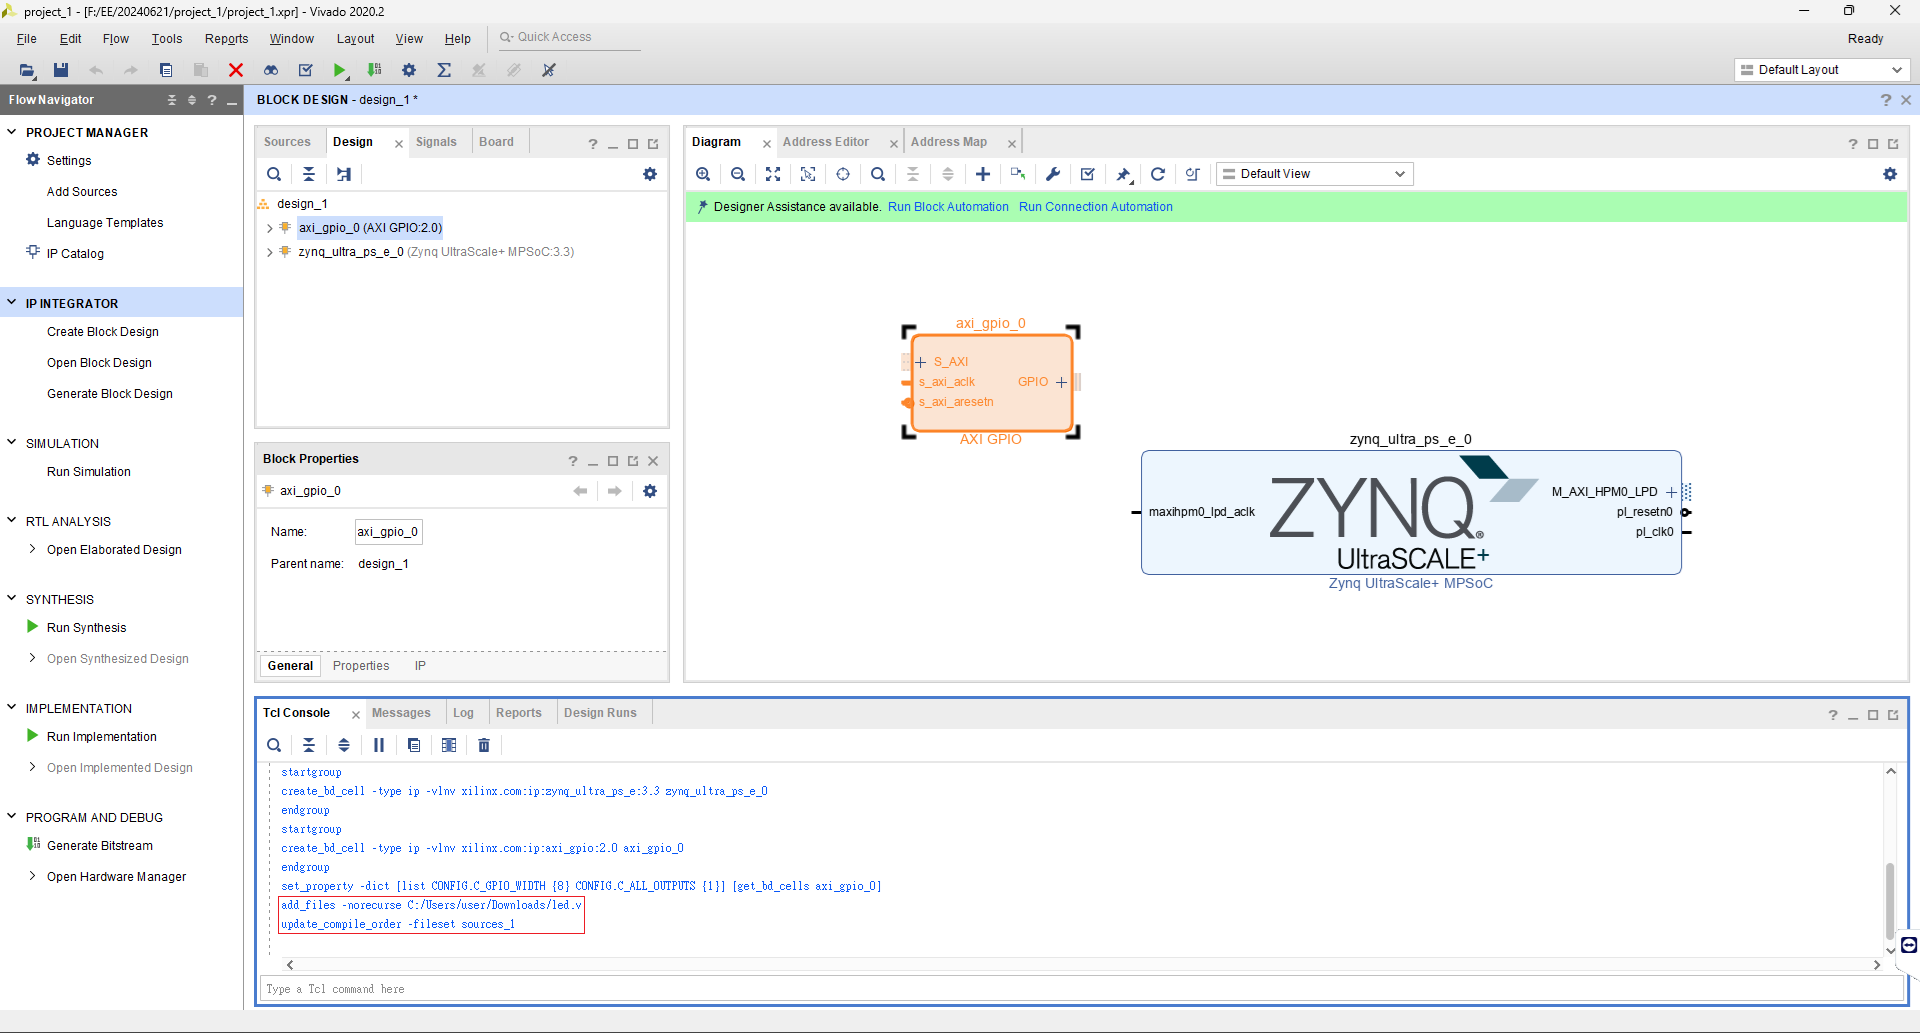 project_1 - [F:/EE/20240621/project_1/project_1.xpr] - Vivado 2020.2
File Edit Flow Tools Reports Window Layout View Help Quick Access Ready
Default Layout
Flow Navigator
BLOCK DESIGN - design_1 *
PROJECT MANAGER
Settings
Add Sources
Language Templates
IP Catalog
IP INTEGRATOR
Create Block Design
Open Block Design
Generate Block Design
SIMULATION
Run Simulation
RTL ANALYSIS
Open Elaborated Design
SYNTHESIS
Run Synthesis
Open Synthesized Design
IMPLEMENTATION
Run Implementation
Open Implemented Design
PROGRAM AND DEBUG
Generate Bitstream
Open Hardware Manager
Sources Design Signals Board
design_1
axi_gpio_0 (AXI GPIO:2.0)
zynq_ultra_ps_e_0 (Zynq UltraScale+ MPSoC:3.3)
Block Properties
axi_gpio_0
Name: axi_gpio_0
Parent name: design_1
General Properties IP
Diagram Address Editor Address Map
Default View
Designer Assistance available. Run Block Automation Run Connection Automation
axi_gpio_0
S_AXI
s_axi_aclk GPIO
s_axi_aresetn
AXI GPIO
zynq_ultra_ps_e_0
M_AXI_HPM0_LPD
maxihpm0_lpd_aclk ZYNQ® pl_resetn0
pl_clk0
UltraSCALE+
Zynq UltraScale+ MPSoC
Tcl Console Messages Log Reports Design Runs
startgroup
create_bd_cell -type ip -vlnv xilinx.com:ip:zynq_ultra_ps_e:3.3 zynq_ultra_ps_e_0
endgroup
startgroup
create_bd_cell -type ip -vlnv xilinx.com:ip:axi_gpio:2.0 axi_gpio_0
endgroup
set_property -dict [list CONFIG.C_GPIO_WIDTH {8} CONFIG.C_ALL_OUTPUTS {1}] [get_bd_cells axi_gpio_0]
add_files -norecurse C:/Users/user/Downloads/led.v
update_compile_order -fileset sources_1
Type a Tcl command here